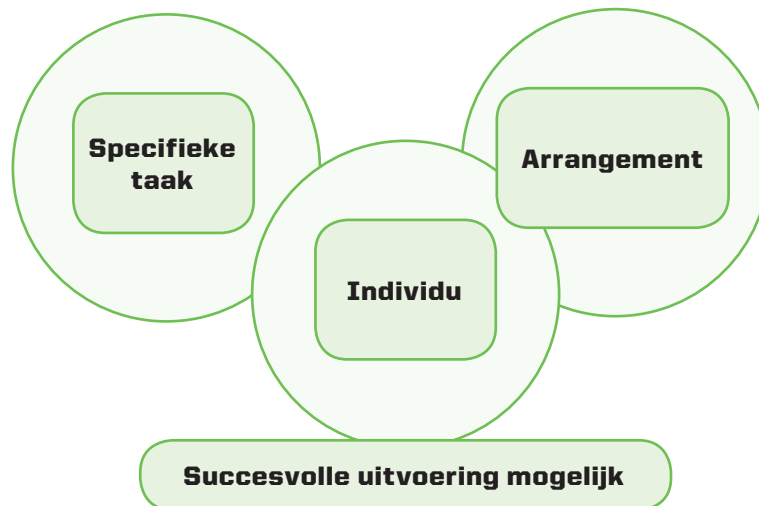 Specifieke
taak
Arrangement
Individu
Succesvolle uitvoering mogelijk